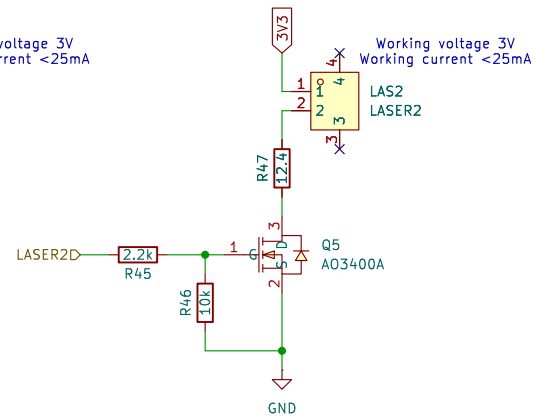 3V3
voltage 3V
rrent <25mA
Working voltage 3V
Working current <25mA
4
4
1
1
2
2
3
3
LAS2
LASER2
R47
12.4
3
D
1
G
S
2
Q5
AO3400A
LASER2
2.2k
R45
R46
10k
GND